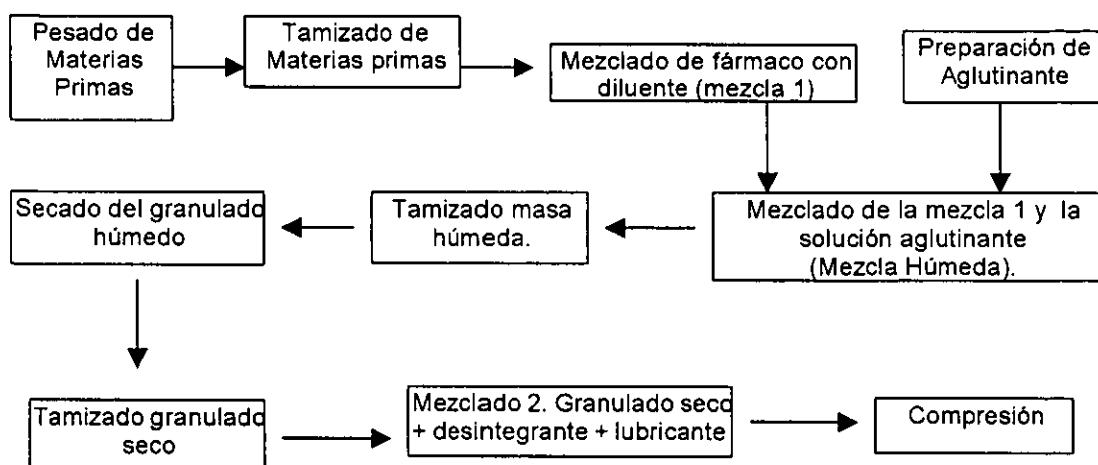 Pesado de
Materias
Primas
Tamizado de
Materias primas
Mezclado de fármaco con
diluente (mezcla 1)
Preparación de
Aglutinante
Secado del granulado
húmedo
Tamizado masa
húmeda.
Mezclado de la mezcla 1 y la
solución aglutinante
(Mezcla Húmeda).
Tamizado granulado
seco
Mezclado 2. Granulado seco
+ desintegrante + lubricante
Compresión